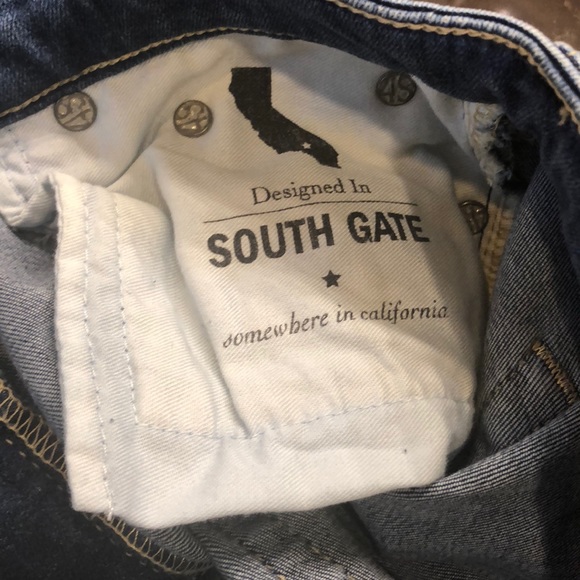 Designed In
SOUTH GATE
somewhere in california